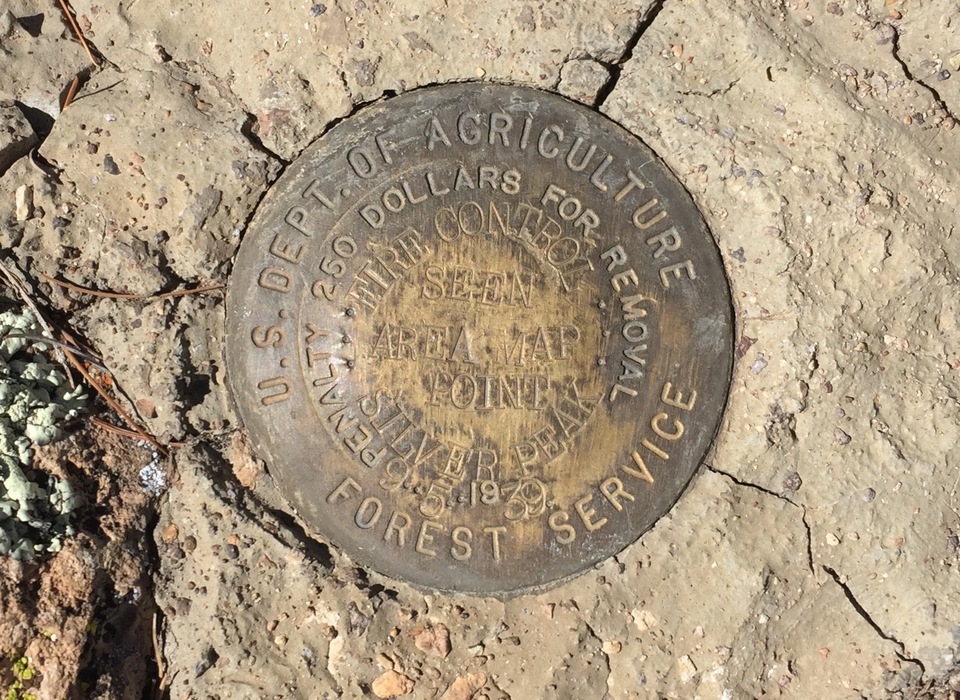 U.S. DEPT. OF AGRICULTURE
FOREST SERVICE
PENALTY 250 DOLLARS FOR REMOVAL
FIRE CONTROL
SEEN
AREA MAP
POINT
SILVER PEAK
9-5-1939.